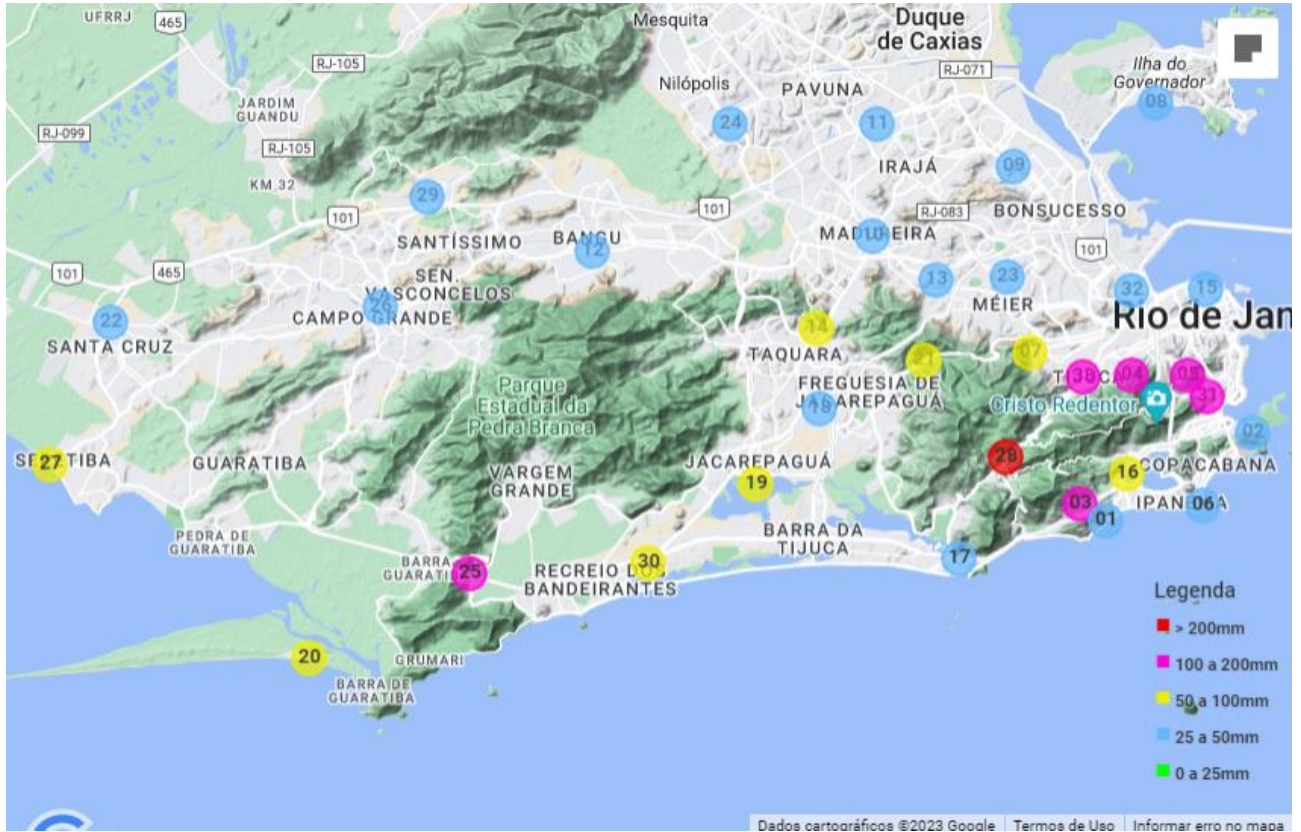 UFRRJ
465
Mesquita
Duque
de Caxias
RJ-105
RJ-071
Ilha do
Governador
Nilópolis
PAVUNA
JARDIM
GUANDU
08
24
11
RJ-099
RJ-105
IRAJÁ
09
KM 32
29
101
101
RJ-083
BONSUCESSO
SANTÍSSIMO
BANGU
MADUREIRA
10
12
101
101
465
SEN.
VASCONCELOS
13
23
32
15
26
CAMPO GRANDE
MÉIER
22
Rio de Jan
SANTA CRUZ
14
TAQUARA
21
07
Parque
Estadual da
Pedra Branca
FREGUESIA DE
JACAREPAGUÁ
18
38
04
05
31
Cristo Redentor
02
27
GUARATIBA
JACAREPAGUÁ
28
16
COPACABANA
VARGEM
GRANDE
19
03
IPANEMA
06
01
PEDRA DE
GUARATIBA
BARRA DA
TIJUCA
17
25
RECREIO DOS
BANDEIRANTES
30
20
GRUMARI
BARRA DE
GUARATIBA
Legenda
> 200mm
100 a 200mm
50 a 100mm
25 a 50mm
0 a 25mm
Dados cartográficos ©2023 Google
Termos de Uso
Informar erro no mapa